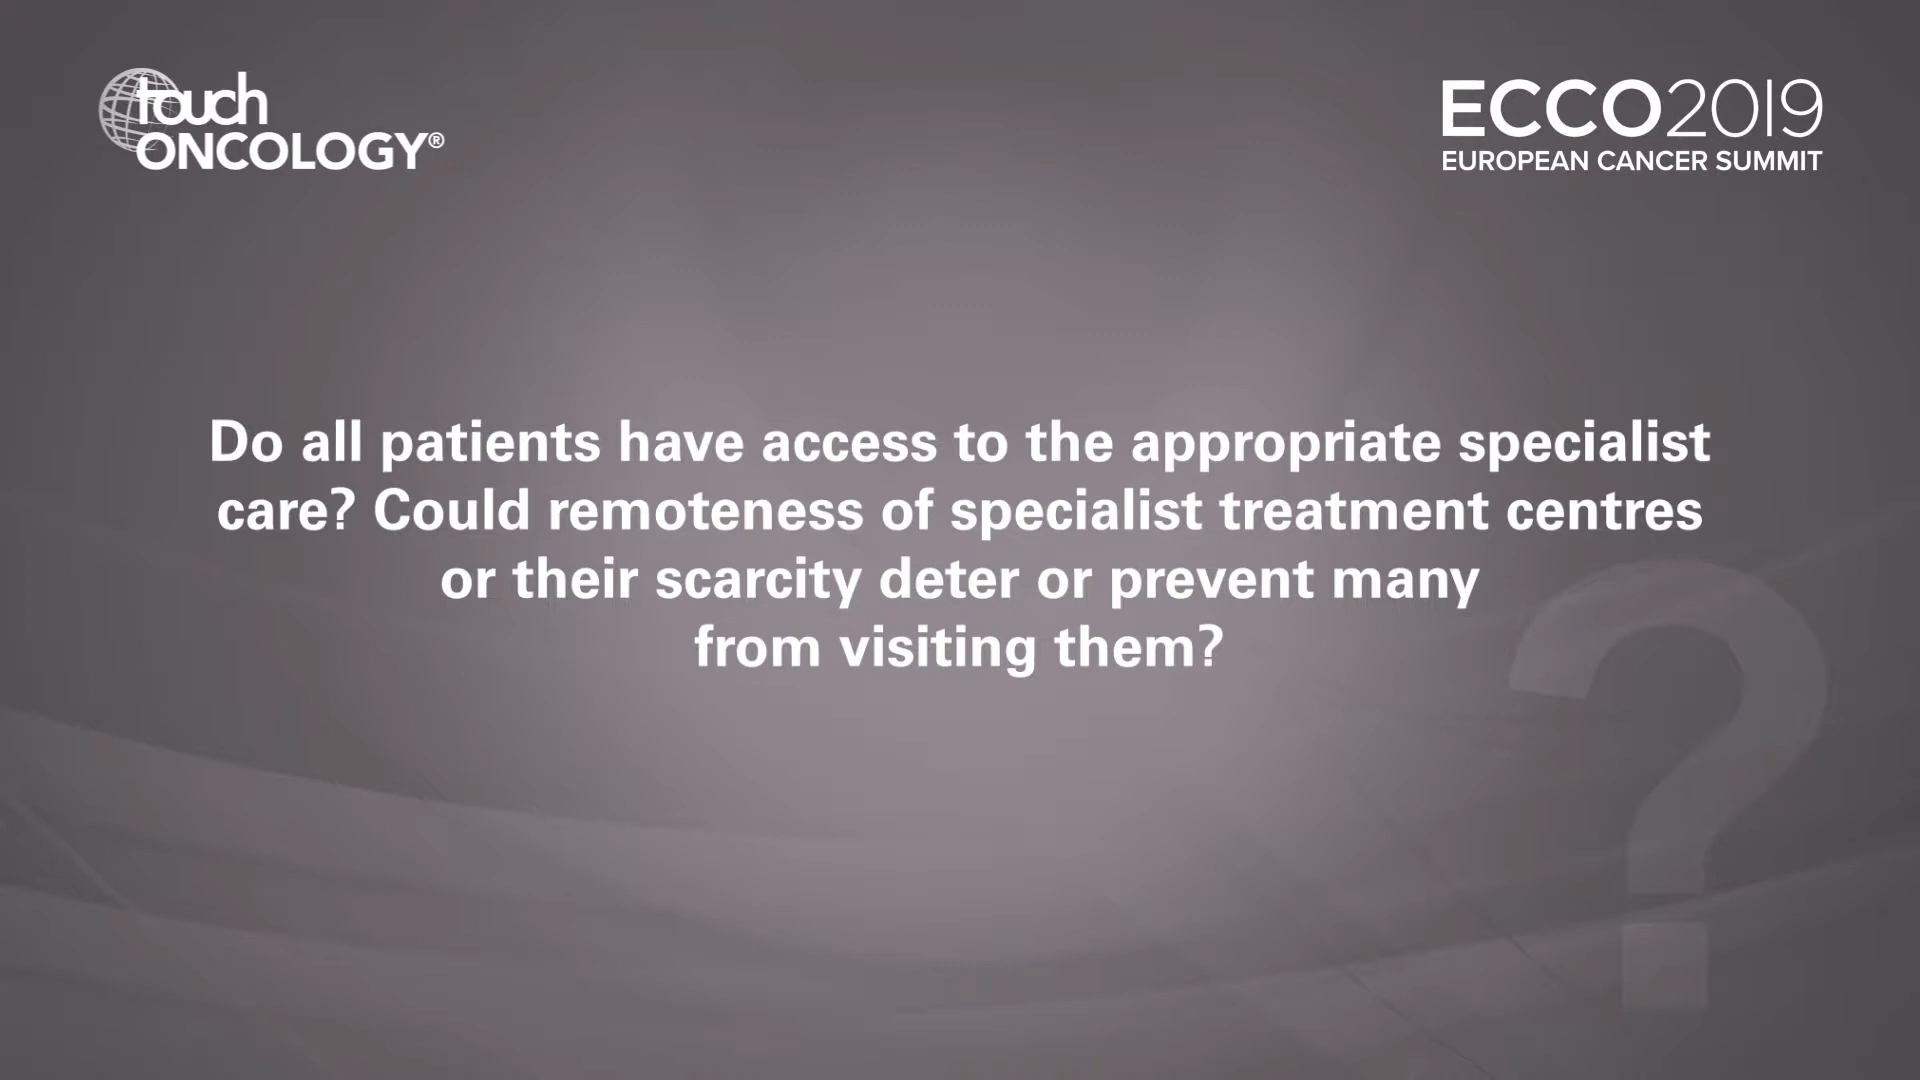 touch
ONCOLOGY®
ECCO2019
EUROPEAN CANCER SUMMIT
Do all patients have access to the appropriate specialist
care? Could remoteness of specialist treatment centres
or their scarcity deter or prevent many
from visiting them?
?